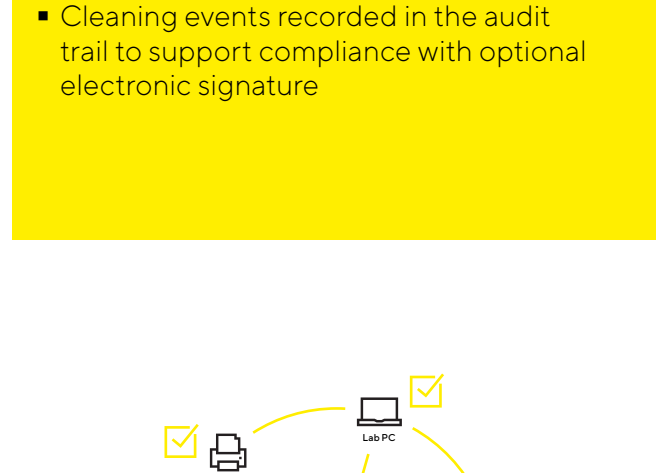 ▪ Cleaning events recorded in the audit
trail to support compliance with optional
electronic signature
Lab PC